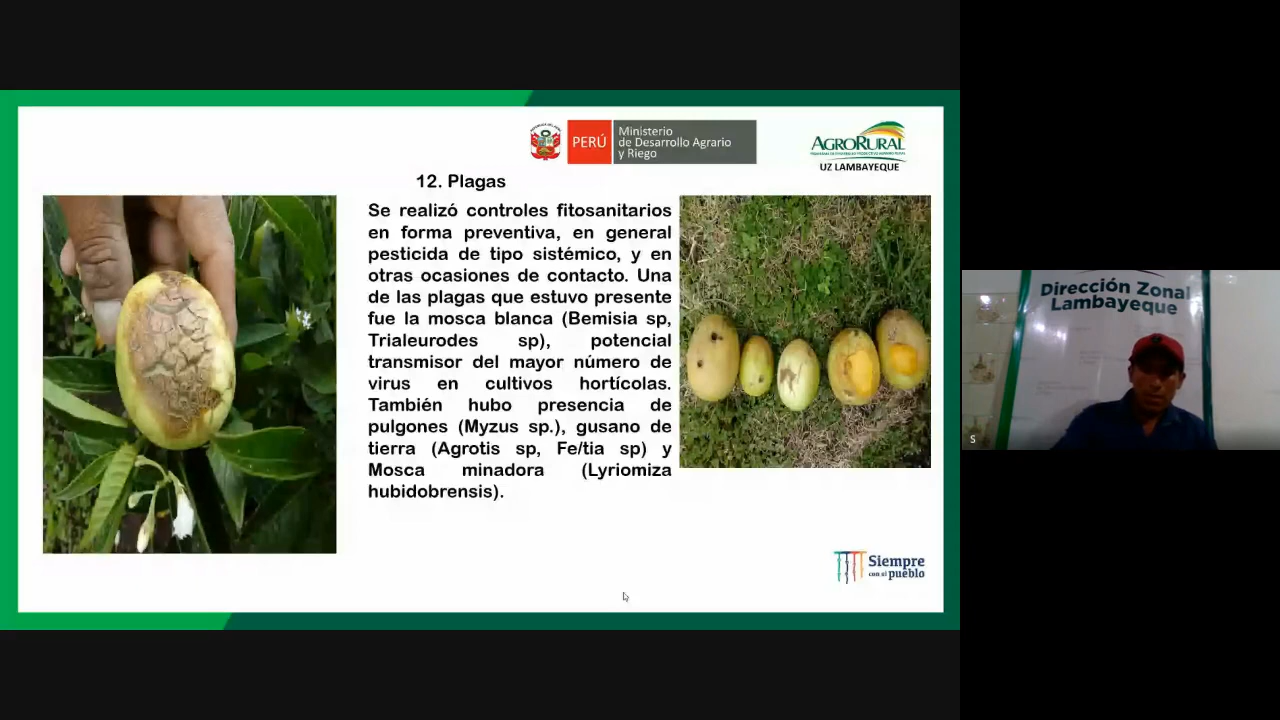 PERÚ
Ministerio
de Desarrollo Agrario
y Riego
AGRORURAL
UZ LAMBAYEQUE
12. Plagas
Se realizó controles fitosanitarios
en forma preventiva, en general
pesticida de tipo sistémico, y en
otras ocasiones de contacto. Una
de las plagas que estuvo presente
fue la mosca blanca (Bemisia sp,
Trialeurodes sp), potencial
transmisor del mayor número de
virus en cultivos hortícolas.
También hubo presencia de
pulgones (Myzus sp.), gusano de
tierra (Agrotis sp, Fe/tia sp) y
Mosca minadora (Lyriomiza
hubidobrensis).
Siempre
con el pueblo
Dirección Zonal
Lambayeque
S